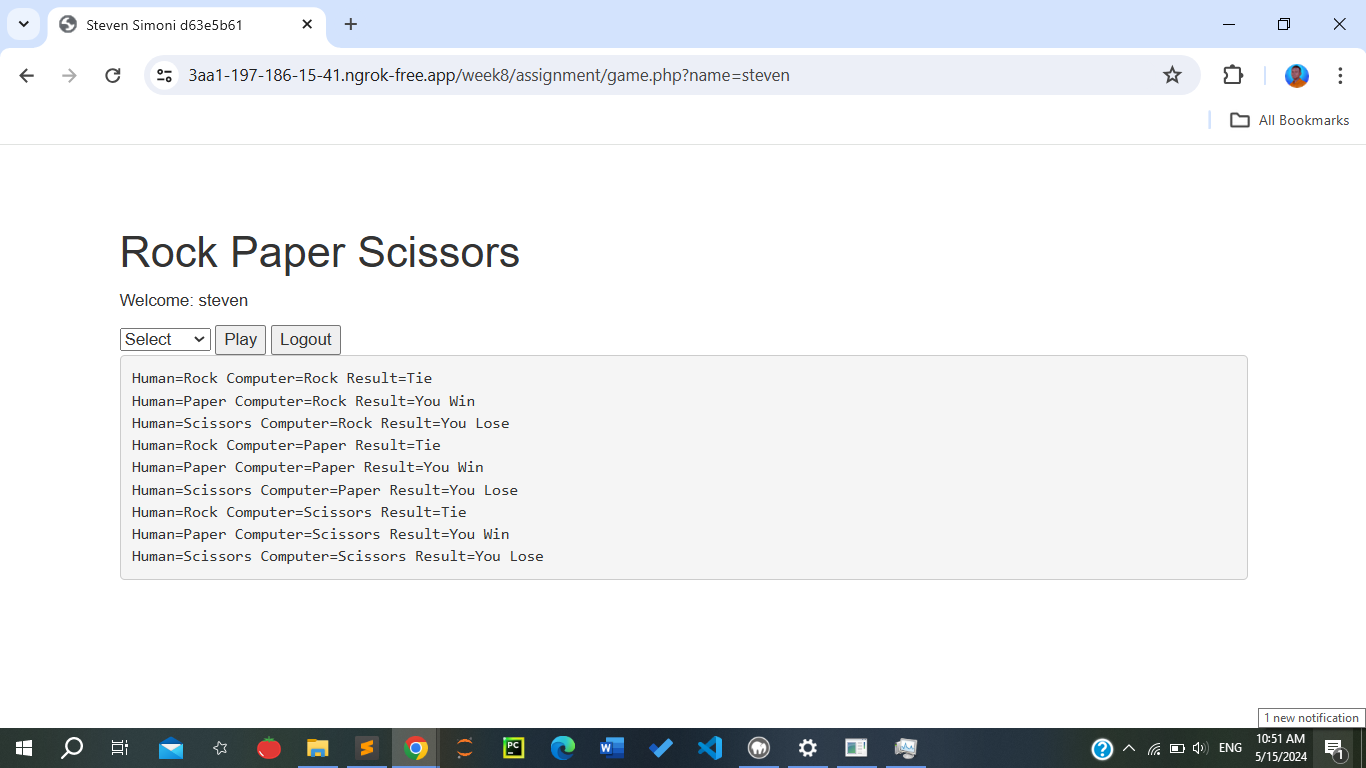 Steven Simoni d63e5b61
3aa1-197-186-15-41.ngrok-free.app/week8/assignment/game.php?name=steven
All Bookmarks
Rock Paper Scissors
Welcome: steven
Select Play Logout
Human=Rock Computer=Rock Result=Tie
Human=Paper Computer=Rock Result=You Win
Human=Scissors Computer=Rock Result=You Lose
Human=Rock Computer=Paper Result=Tie
Human=Paper Computer=Paper Result=You Win
Human=Scissors Computer=Paper Result=You Lose
Human=Rock Computer=Scissors Result=Tie
Human=Paper Computer=Scissors Result=You Win
Human=Scissors Computer=Scissors Result=You Lose
1 new notification
PC
W
ENG
10:51 AM
5/15/2024
1